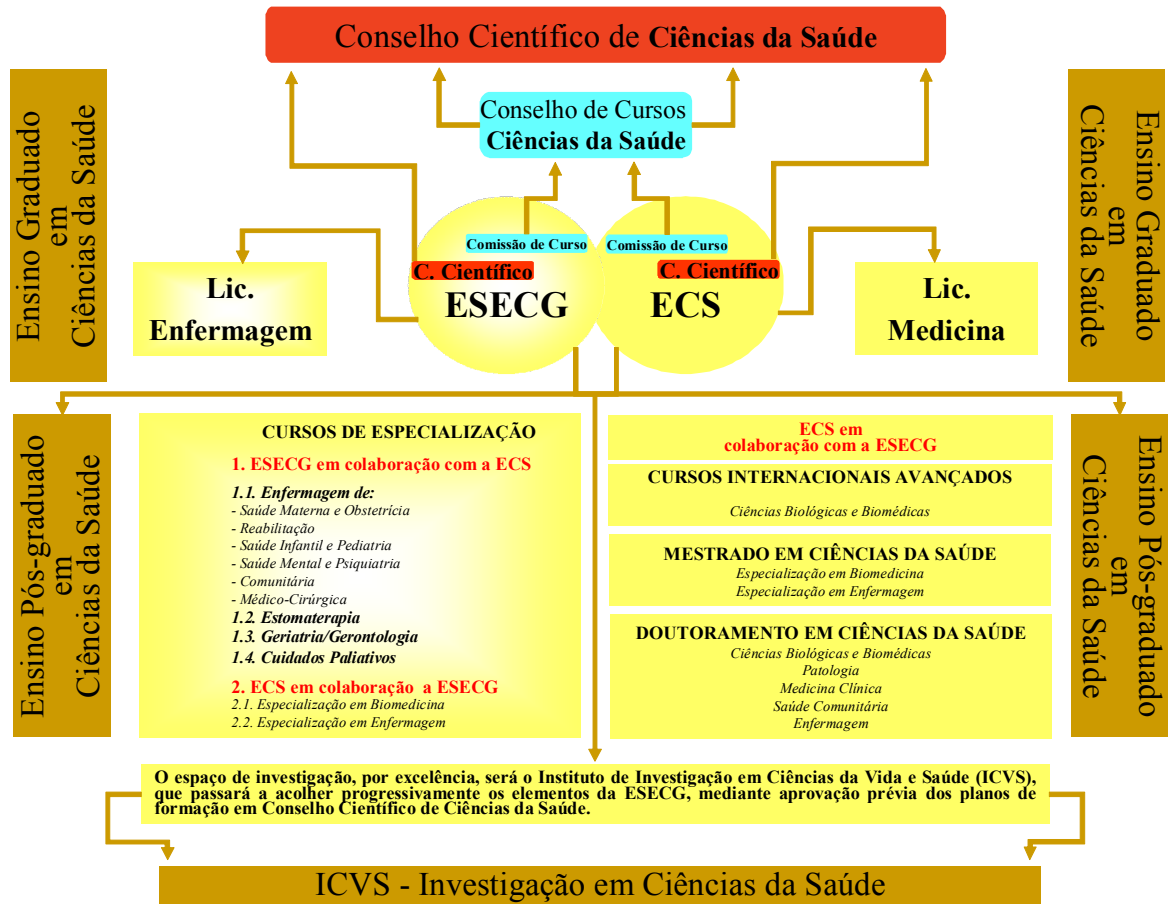 Conselho Científico de Ciências da Saúde
Conselho de Cursos
Ciências da Saúde
Ensino Graduado
em
Ciências da Saúde
Ensino Graduado
em
Ciências da Saúde
Comissão de Curso
Comissão de Curso
C. Científico
C. Científico
ESECG
ECS
Lic.
Enfermagem
Lic.
Medicina
Ensino Pós-graduado
em
Ciências da Saúde
CURSOS DE ESPECIALIZAÇÃO
1. ESECG em colaboração com a ECS
1.1. Enfermagem de:
- Saúde Materna e Obstetrícia
- Reabilitação
- Saúde Infantil e Pediatria
- Saúde Mental e Psiquiatria
- Comunitária
- Médico-Cirúrgica
1.2. Estomaterapia
1.3. Geriatria/Gerontologia
1.4. Cuidados Paliativos
2. ECS em colaboração a ESECG
2.1. Especialização em Biomedicina
2.2. Especialização em Enfermagem
ECS em
colaboração com a ESECG
CURSOS INTERNACIONAIS AVANÇADOS
Ciências Biológicas e Biomédicas
MESTRADO EM CIÊNCIAS DA SAÚDE
Especialização em Biomedicina
Especialização em Enfermagem
DOUTORAMENTO EM CIÊNCIAS DA SAÚDE
Ciências Biológicas e Biomédicas
Patologia
Medicina Clínica
Saúde Comunitária
Enfermagem
Ensino Pós-graduado
em
Ciências da Saúde
O espaço de investigação, por excelência, será o Instituto de Investigação em Ciências da Vida e Saúde (ICVS),
que passará a acolher progressivamente os elementos da ESECG, mediante aprovação prévia dos planos de
formação em Conselho Científico de Ciências da Saúde.
ICVS - Investigação em Ciências da Saúde